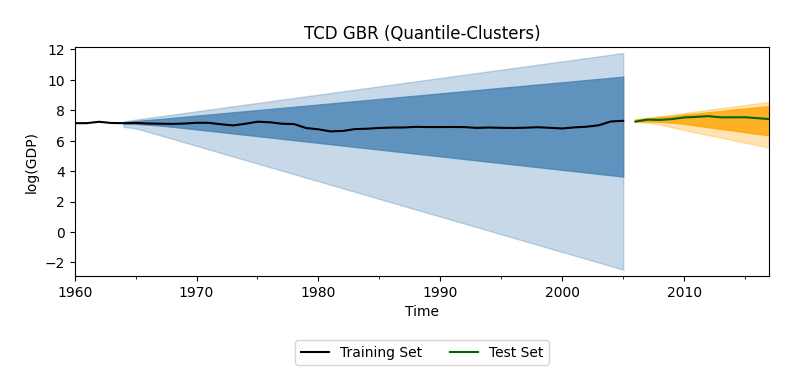 TCD GBR (Quantile-Clusters)
12
10
8
6
4
2
0
−2
log(GDP)
1960
1970
1980
1990
2000
2010
Time
Training Set
Test Set